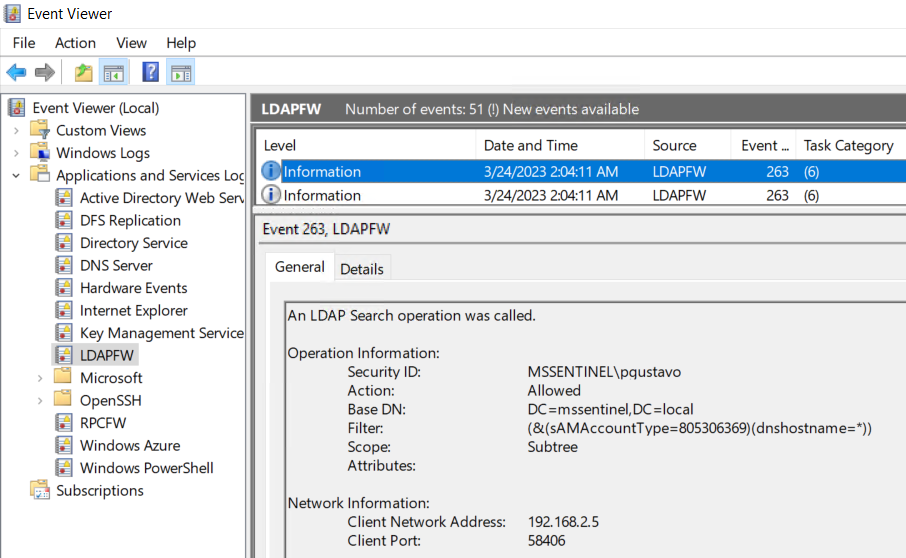 Event Viewer
File Action View Help
Event Viewer (Local)
Custom Views
Windows Logs
Applications and Services Log
Active Directory Web Serv
DFS Replication
Directory Service
DNS Server
Hardware Events
Internet Explorer
Key Management Service
LDAPFW
Microsoft
OpenSSH
RPCFW
Windows Azure
Windows PowerShell
Subscriptions
LDAPFW Number of events: 51 (!) New events available
Level Date and Time Source Event ... Task Category
Information 3/24/2023 2:04:11 AM LDAPFW 263 (6)
Information 3/24/2023 2:04:11 AM LDAPFW 263 (6)
Event 263, LDAPFW
General Details
An LDAP Search operation was called.
Operation Information:
Security ID: MSSENTINEL\pqustavo
Action: Allowed
Base DN: DC=mssentinel,DC=local
Filter: (&(sAMAccountType=805306369)(dnshostname=*))
Scope: Subtree
Attributes:
Network Information:
Client Network Address: 192.168.2.5
Client Port: 58406